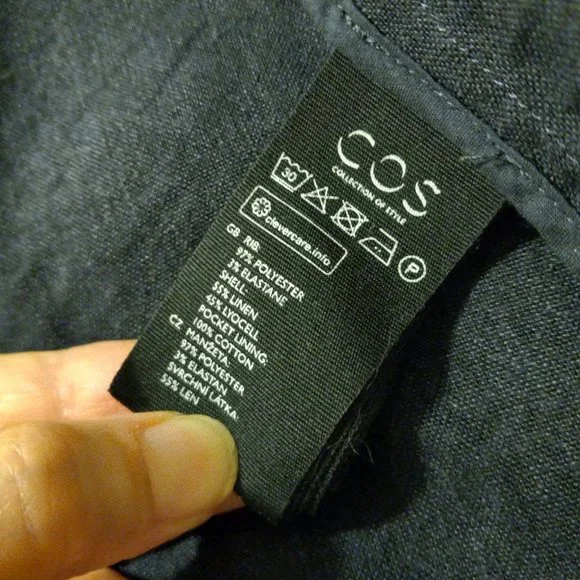 COS
COLLECTION OF STYLE
30
P
clevercare.info
GB RIB:
97% POLYESTER
3% ELASTANE
SHELL:
55% LINEN
45% LYOCELL
POCKET LINING:
100% COTTON
CZ MANŽETA:
97% POLYESTER
3% ELASTAN
SVRCHNÍ LÁTKA:
55% LEN